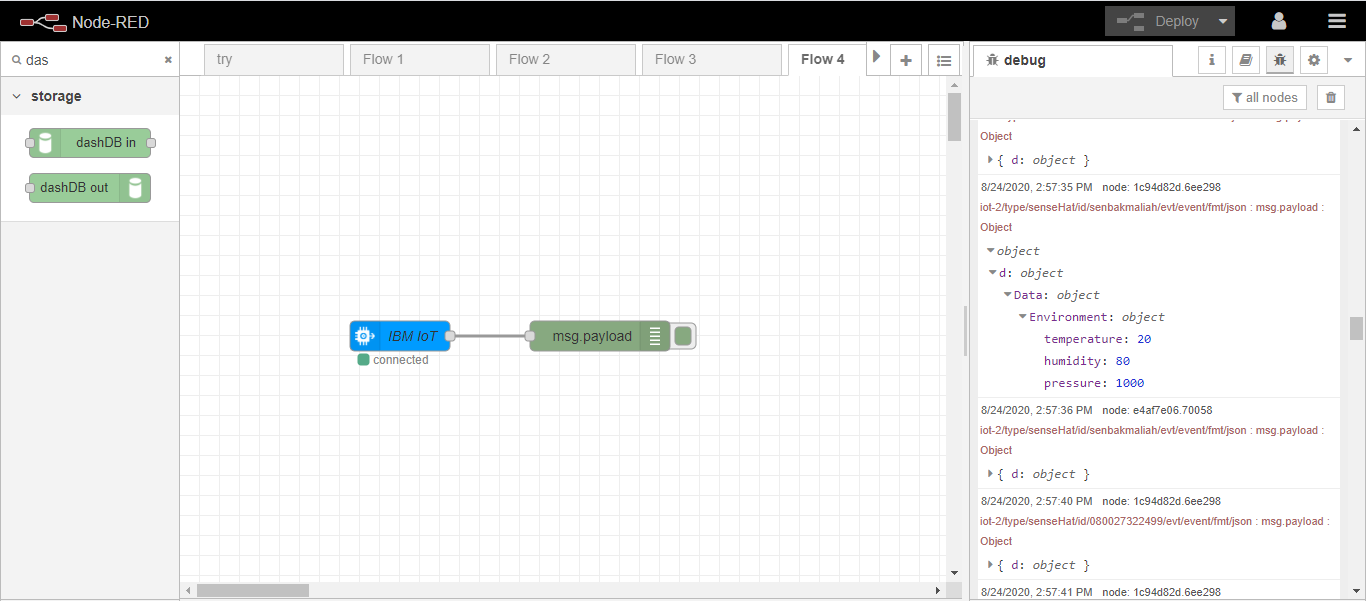 Node-RED
Deploy
das
storage
dashDB in
dashDB out
try
Flow 1
Flow 2
Flow 3
Flow 4
IBM IoT
connected
msg.payload
debug
all nodes
Object
{ d: object }
8/24/2020, 2:57:35 PM node: 1c94d82d.6ee298
iot-2/type/senseHat/id/senbakmaliah/evt/event/fmt/json : msg.payload :
Object
object
d: object
Data: object
Environment: object
temperature: 20
humidity: 80
pressure: 1000
8/24/2020, 2:57:36 PM node: e4af7e06.70058
iot-2/type/senseHat/id/senbakmaliah/evt/event/fmt/json : msg.payload :
Object
{ d: object }
8/24/2020, 2:57:40 PM node: 1c94d82d.6ee298
iot-2/type/senseHat/id/080027322499/evt/event/fmt/json : msg.payload :
Object
{ d: object }
8/24/2020, 2:57:41 PM node: 1c94d82d.6ee298